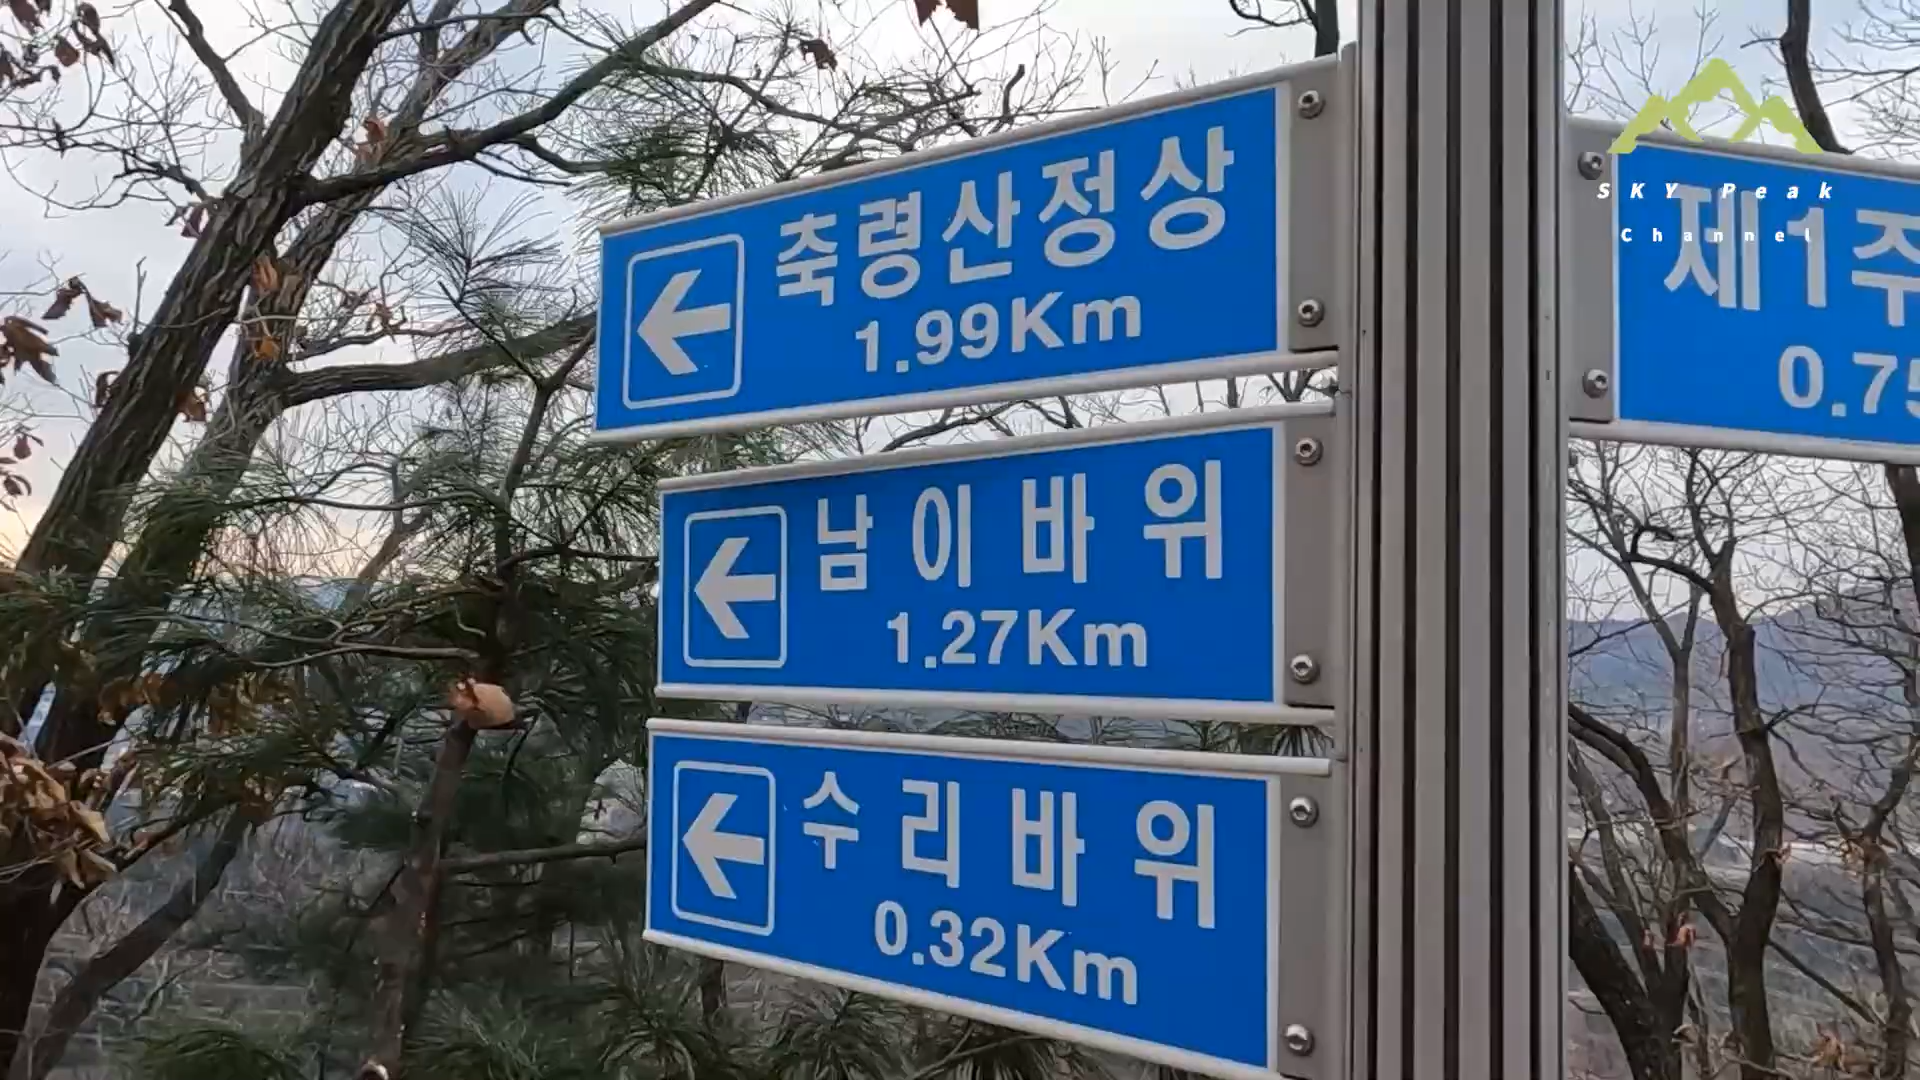 축령산정상
1.99Km
남이바위
1.27Km
수리바위
0.32Km
제1주
0.75
SKY Peak
Channel